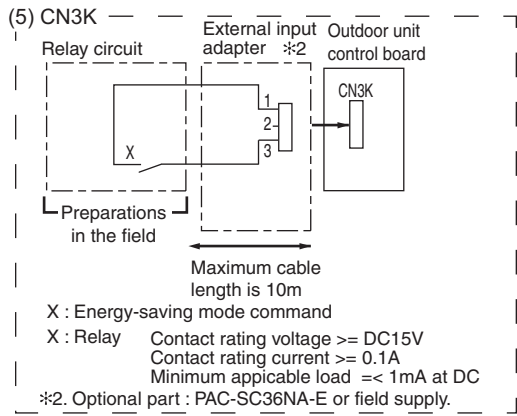 (5) CN3K
Relay circuit
External input
adapter ✻2
Outdoor unit
control board
CN3K
1
2
3
X
Preparations
in the field
Maximum cable
length is 10m
X : Energy-saving mode command
X : Relay Contact rating voltage >= DC15V
Contact rating current >= 0.1A
Minimum appicable load =< 1mA at DC
✻2. Optional part : PAC-SC36NA-E or field supply.